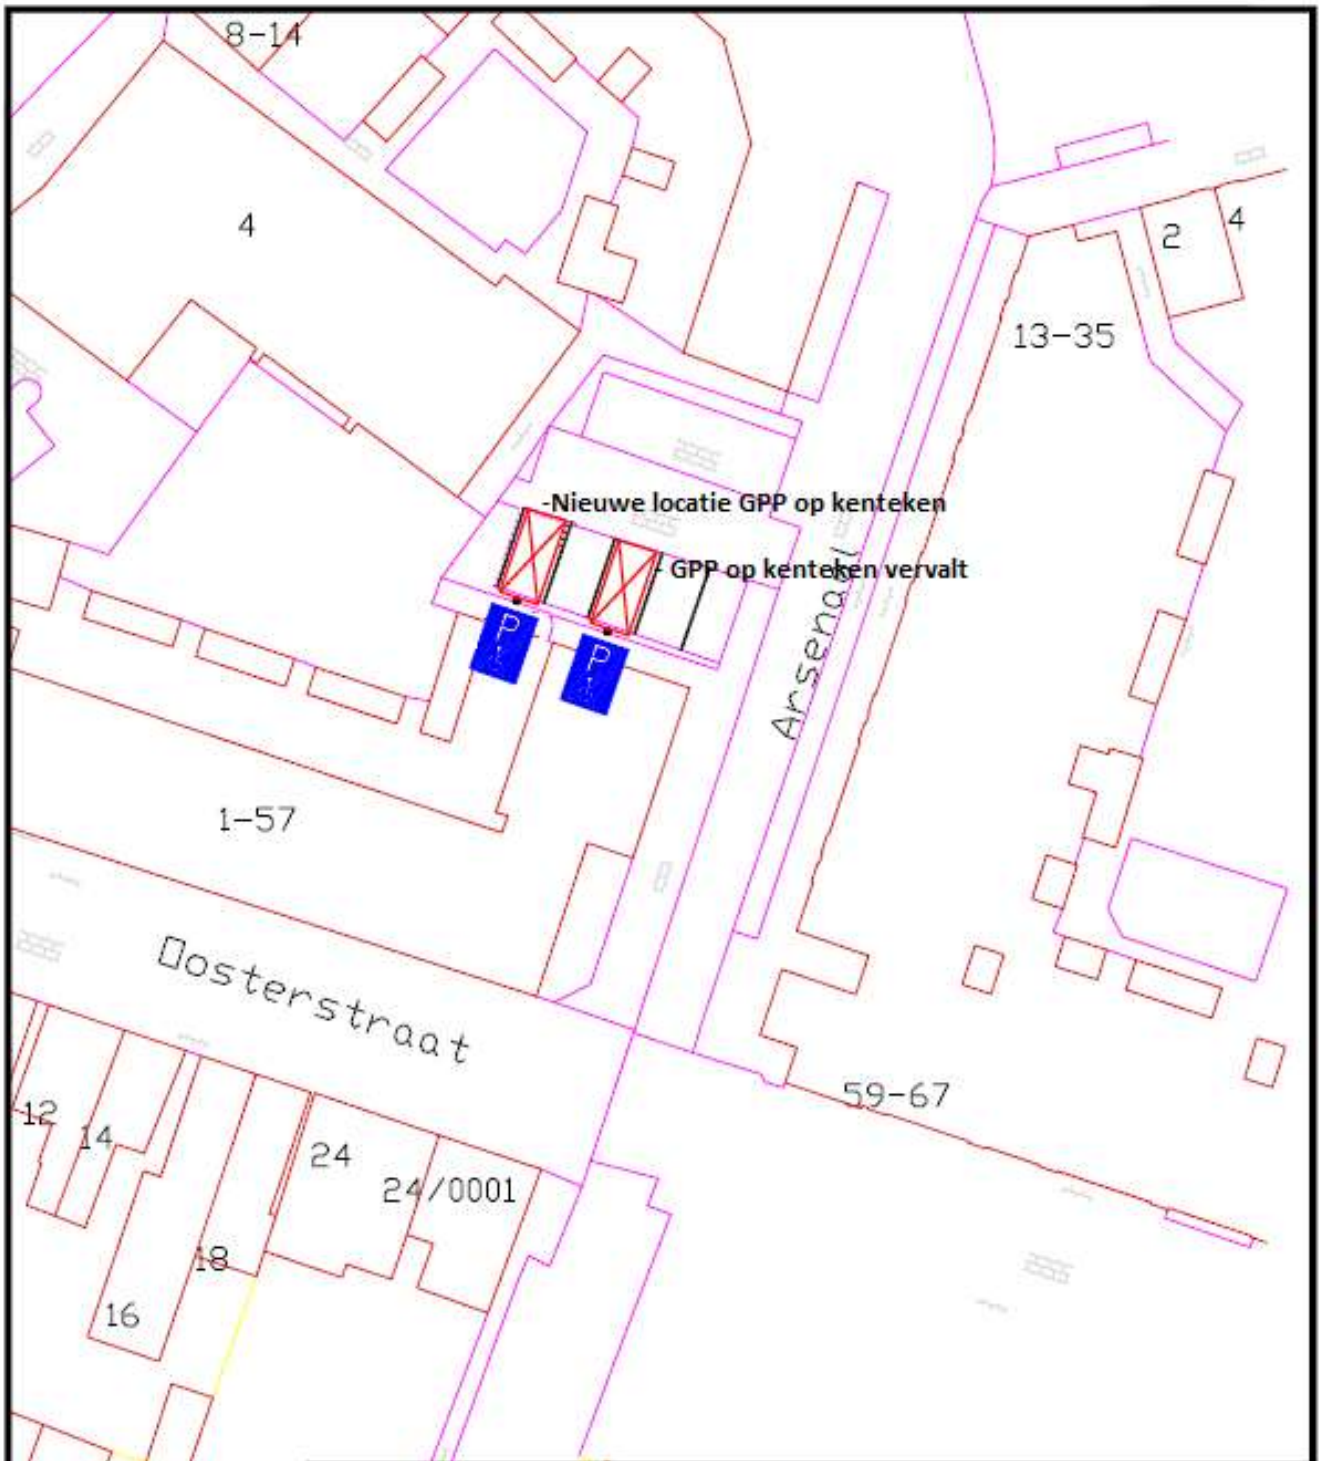 8-14
4
2
4
13-35
-Nieuwe locatie GPP op kenteken
- GPP op kenteken vervalt
Arsenaal
P
P
1-57
Oosterstraat
59-67
12
14
24
24/0001
18
16